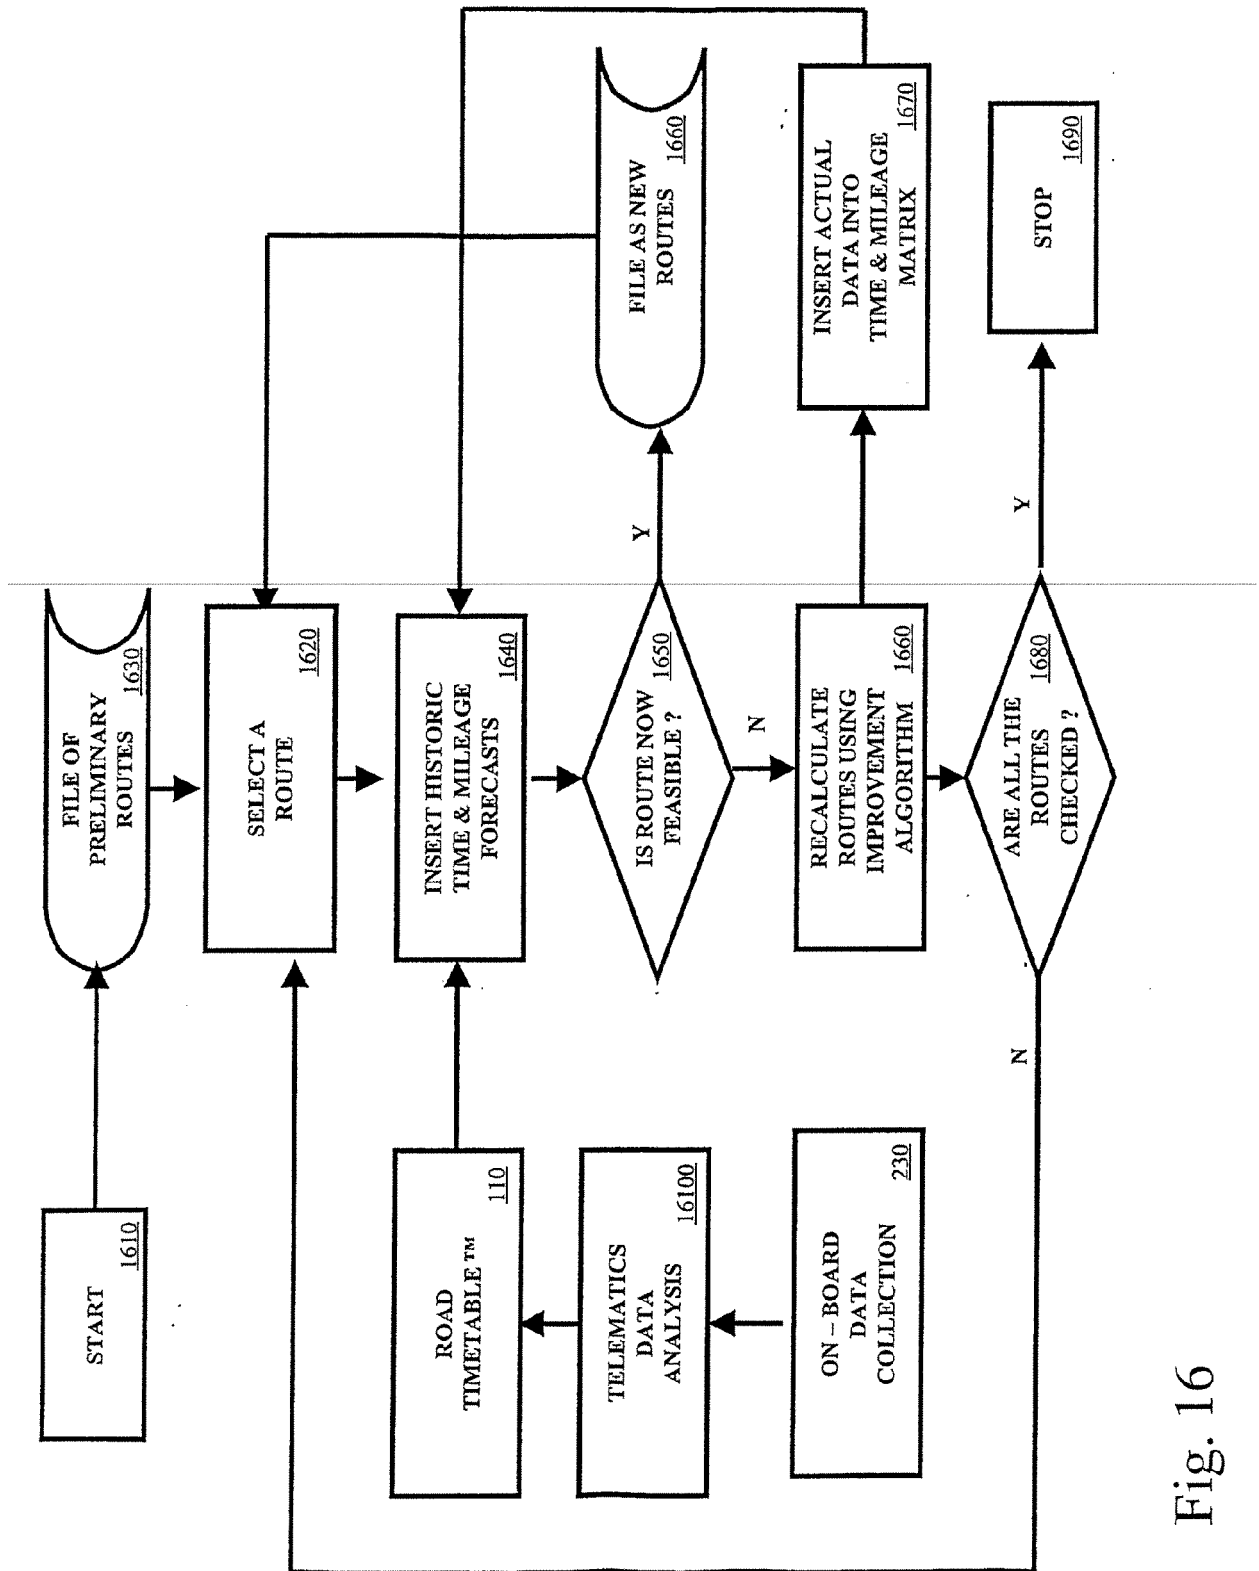 START
1610
FILE OF
PRELIMINARY
ROUTES
1630
SELECT A
ROUTE
1620
ROAD
TIMETABLE™
110
INSERT HISTORIC
TIME & MILEAGE
FORECASTS
1640
TELEMATICS
DATA
ANALYSIS
16100
IS ROUTE NOW
FEASIBLE ?
1650
Y
FILE AS NEW
ROUTES
1660
N
ON – BOARD
DATA
COLLECTION
230
RECALCULATE
ROUTES USING
IMPROVEMENT
ALGORITHM
1660
INSERT ACTUAL
DATA INTO
TIME & MILEAGE
MATRIX
1670
N
ARE ALL THE
ROUTES
CHECKED ?
1680
Y
STOP
1690
Fig. 16